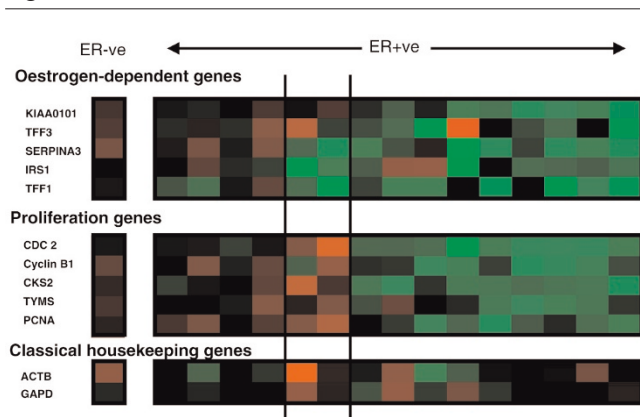 ER-ve
ER+ve
Oestrogen-dependent genes
KIAA0101
TFF3
SERPINA3
IRS1
TFF1
Proliferation genes
CDC 2
Cyclin B1
CKS2
TYMS
PCNA
Classical housekeeping genes
ACTB
GAPD